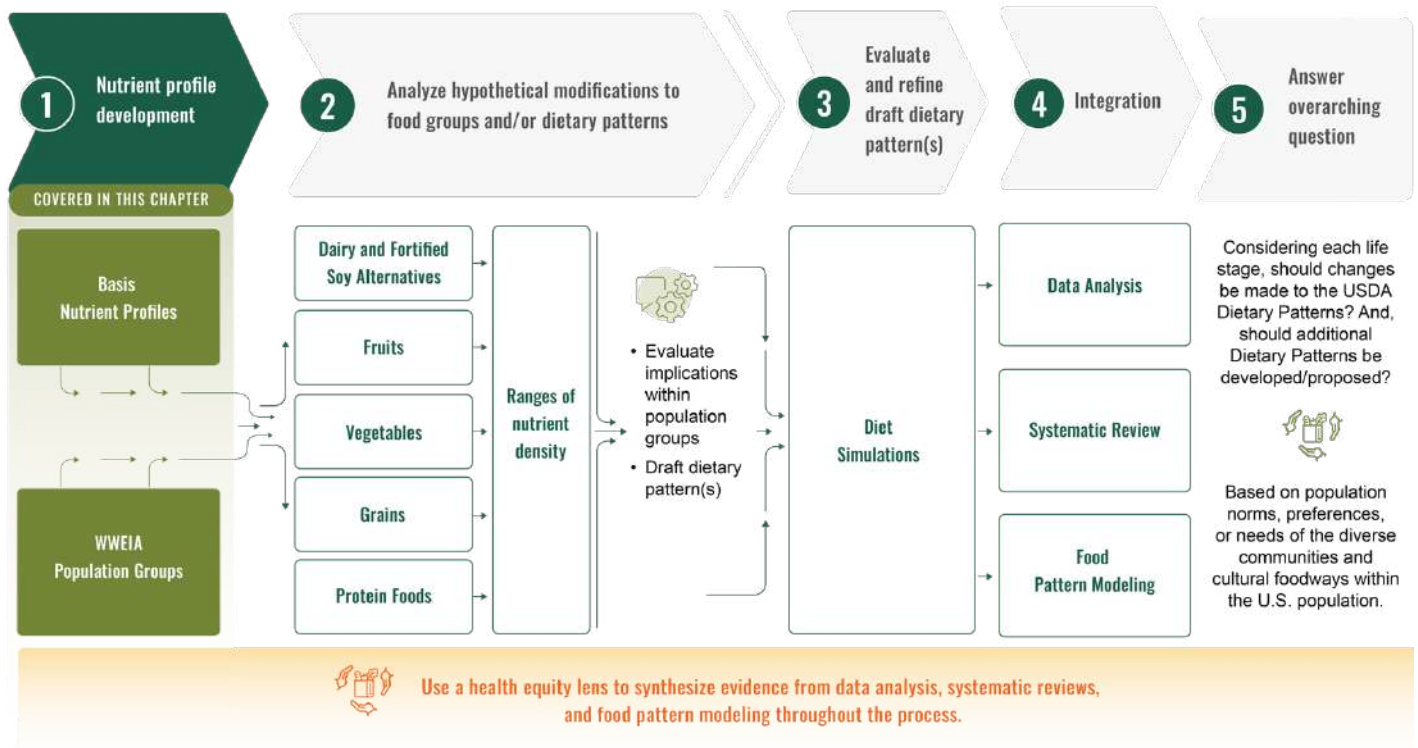 1
Nutrient profile
development
2
Analyze hypothetical modifications to
food groups and/or dietary patterns
3
Evaluate
and refine
draft dietary
pattern(s)
4
Integration
5
Answer
overarching
question
COVERED IN THIS CHAPTER
Basis
Nutrient Profiles
WWEIA
Population Groups
Dairy and Fortified
Soy Alternatives
Fruits
Vegetables
Grains
Protein Foods
Ranges of
nutrient
density
• Evaluate
implications
within
population
groups
• Draft dietary
pattern(s)
Diet
Simulations
Data Analysis
Systematic Review
Food
Pattern Modeling
Considering each life
stage, should changes
be made to the USDA
Dietary Patterns? And,
should additional
Dietary Patterns be
developed/proposed?
Based on population
norms, preferences,
or needs of the diverse
communities and
cultural foodways within
the U.S. population.
Use a health equity lens to synthesize evidence from data analysis, systematic reviews,
and food pattern modeling throughout the process.